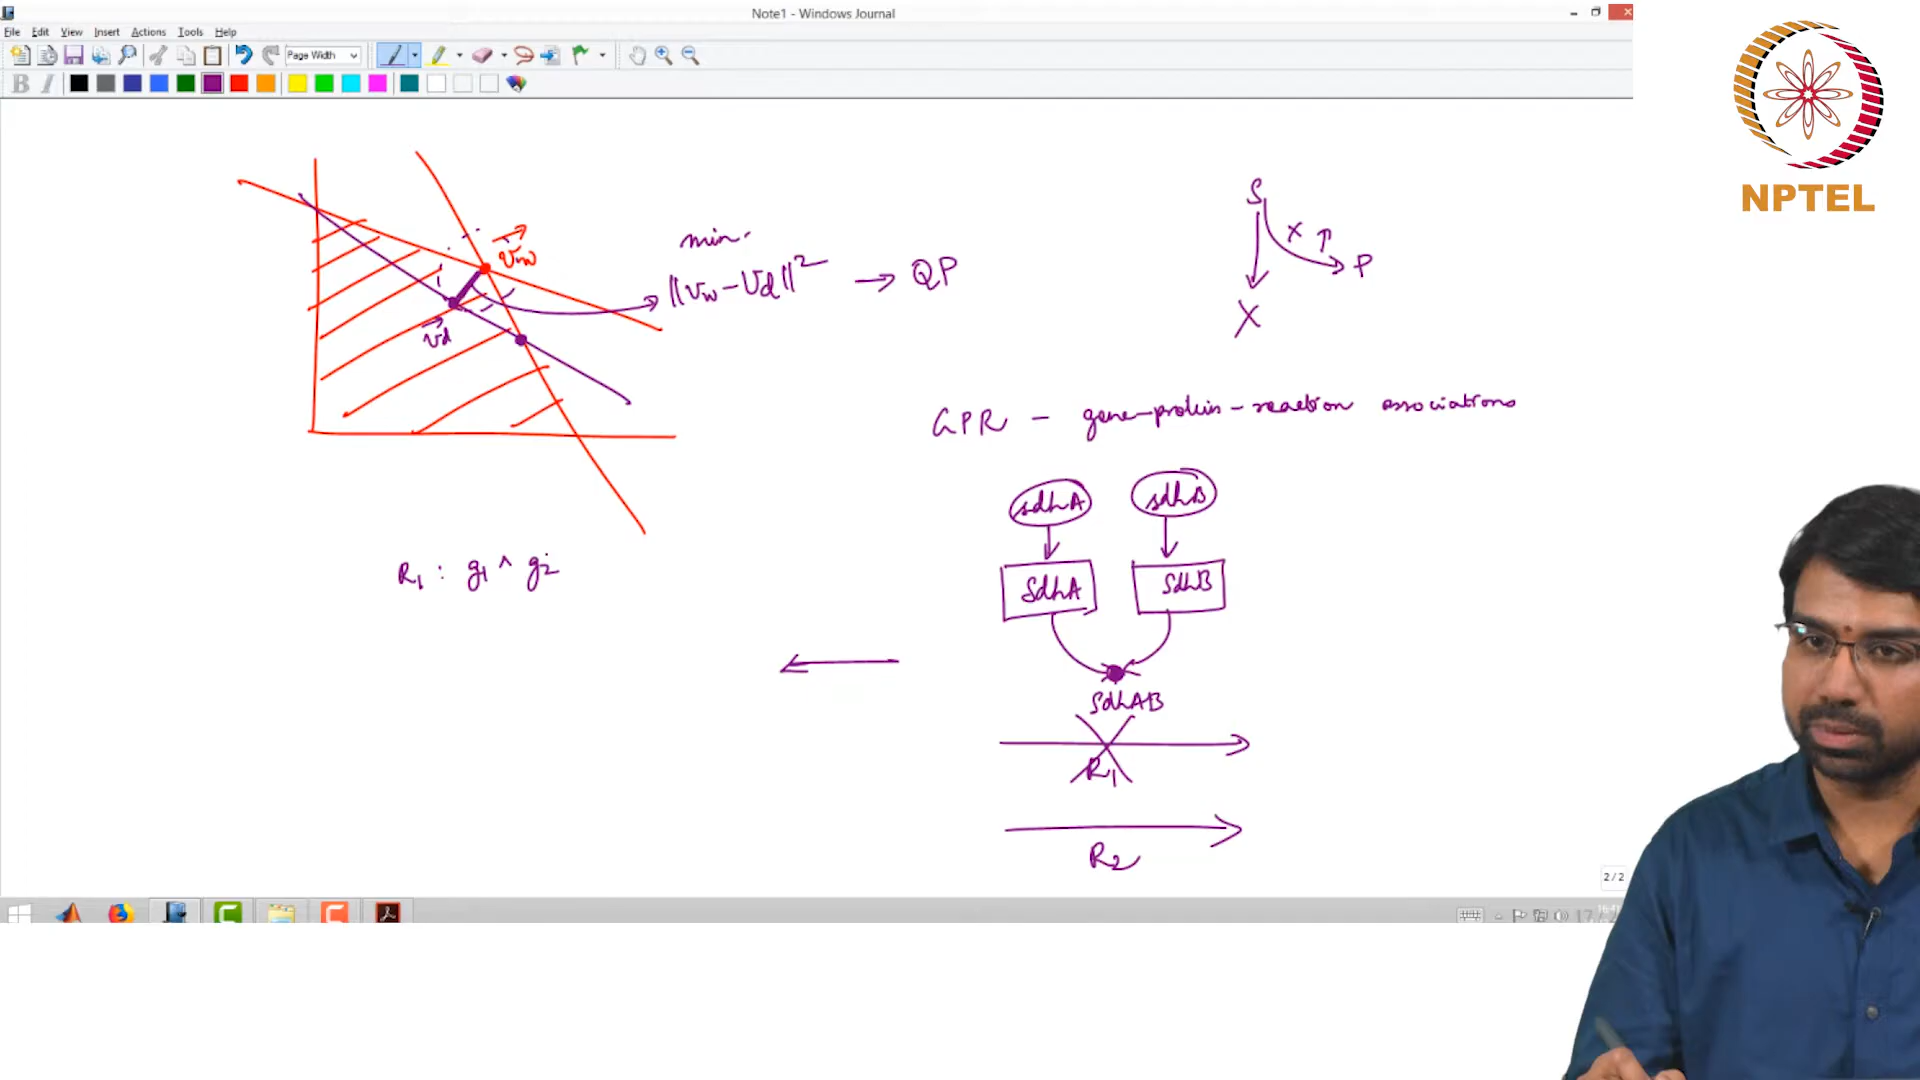 Note1 - Windows Journal
File Edit View Insert Actions Tools Help
Page Width
B I
NPTEL
S
X ↑
P
X
vw
min.
||vw - vd||² → QP
vd
GPR - gene-protein-reaction associations
sdhA sdhB
SdhA SdhB
SdhAB
R1 : g1 ^ g2
R1
R2
2 / 2